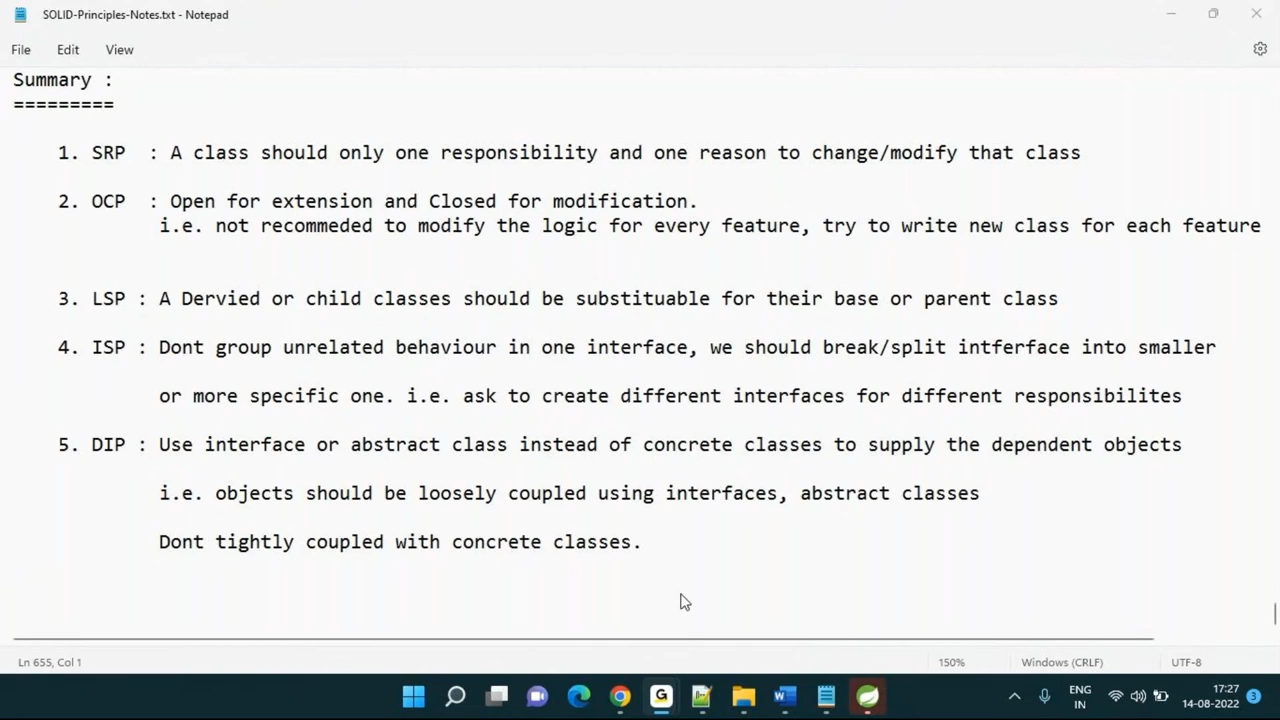 SOLID-Principles-Notes.txt - Notepad
File Edit View
Summary :
=========
1. SRP : A class should only one responsibility and one reason to change/modify that class
2. OCP : Open for extension and Closed for modification.
i.e. not recommeded to modify the logic for every feature, try to write new class for each feature
3. LSP : A Dervied or child classes should be substituable for their base or parent class
4. ISP : Dont group unrelated behaviour in one interface, we should break/split intferface into smaller
or more specific one. i.e. ask to create different interfaces for different responsibilites
5. DIP : Use interface or abstract class instead of concrete classes to supply the dependent objects
i.e. objects should be loosely coupled using interfaces, abstract classes
Dont tightly coupled with concrete classes.
Ln 655, Col 1 150% Windows (CRLF) UTF-8
ENG 17:27
IN 14-08-2022 3